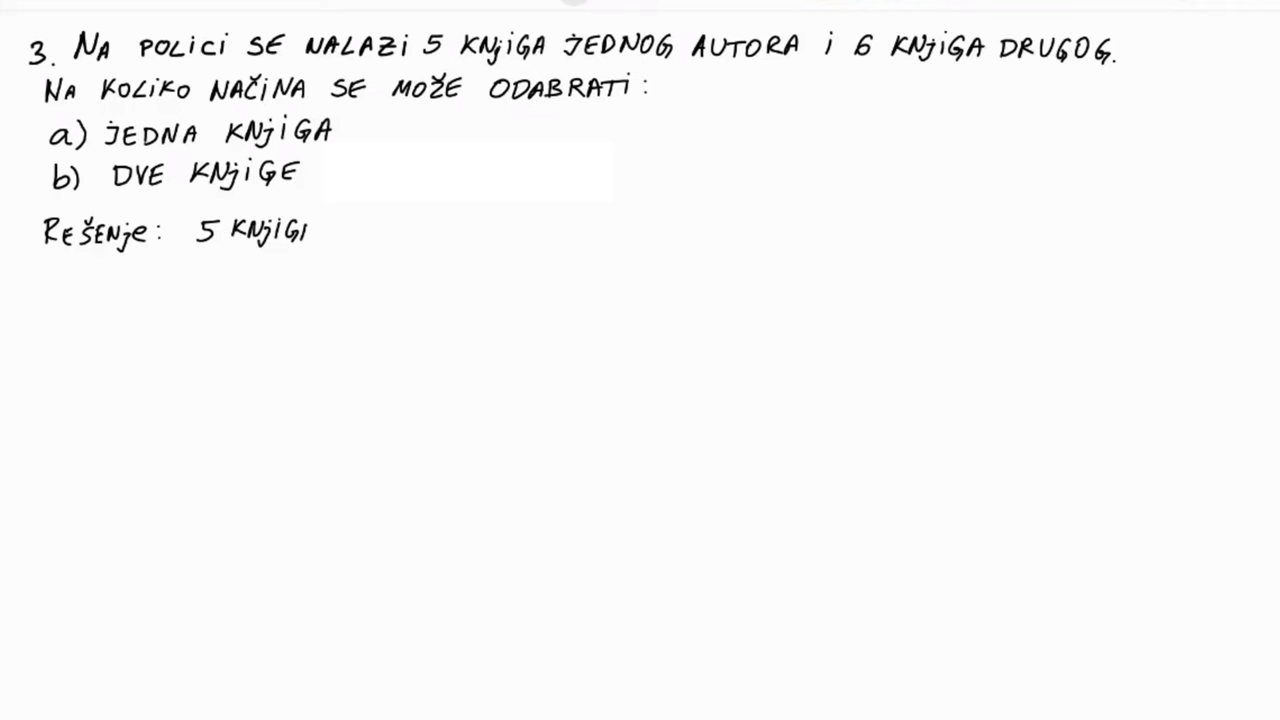 3. NA POLICI SE NALAZI 5 KNJIGA JEDNOG AUTORA I 6 KNJIGA DRUGOG.
NA KOLIKO NAČINA SE MOŽE ODABRATI:
a) JEDNA KNJIGA
b) DVE KNJIGE
REŠENJE: 5 KNJIGI